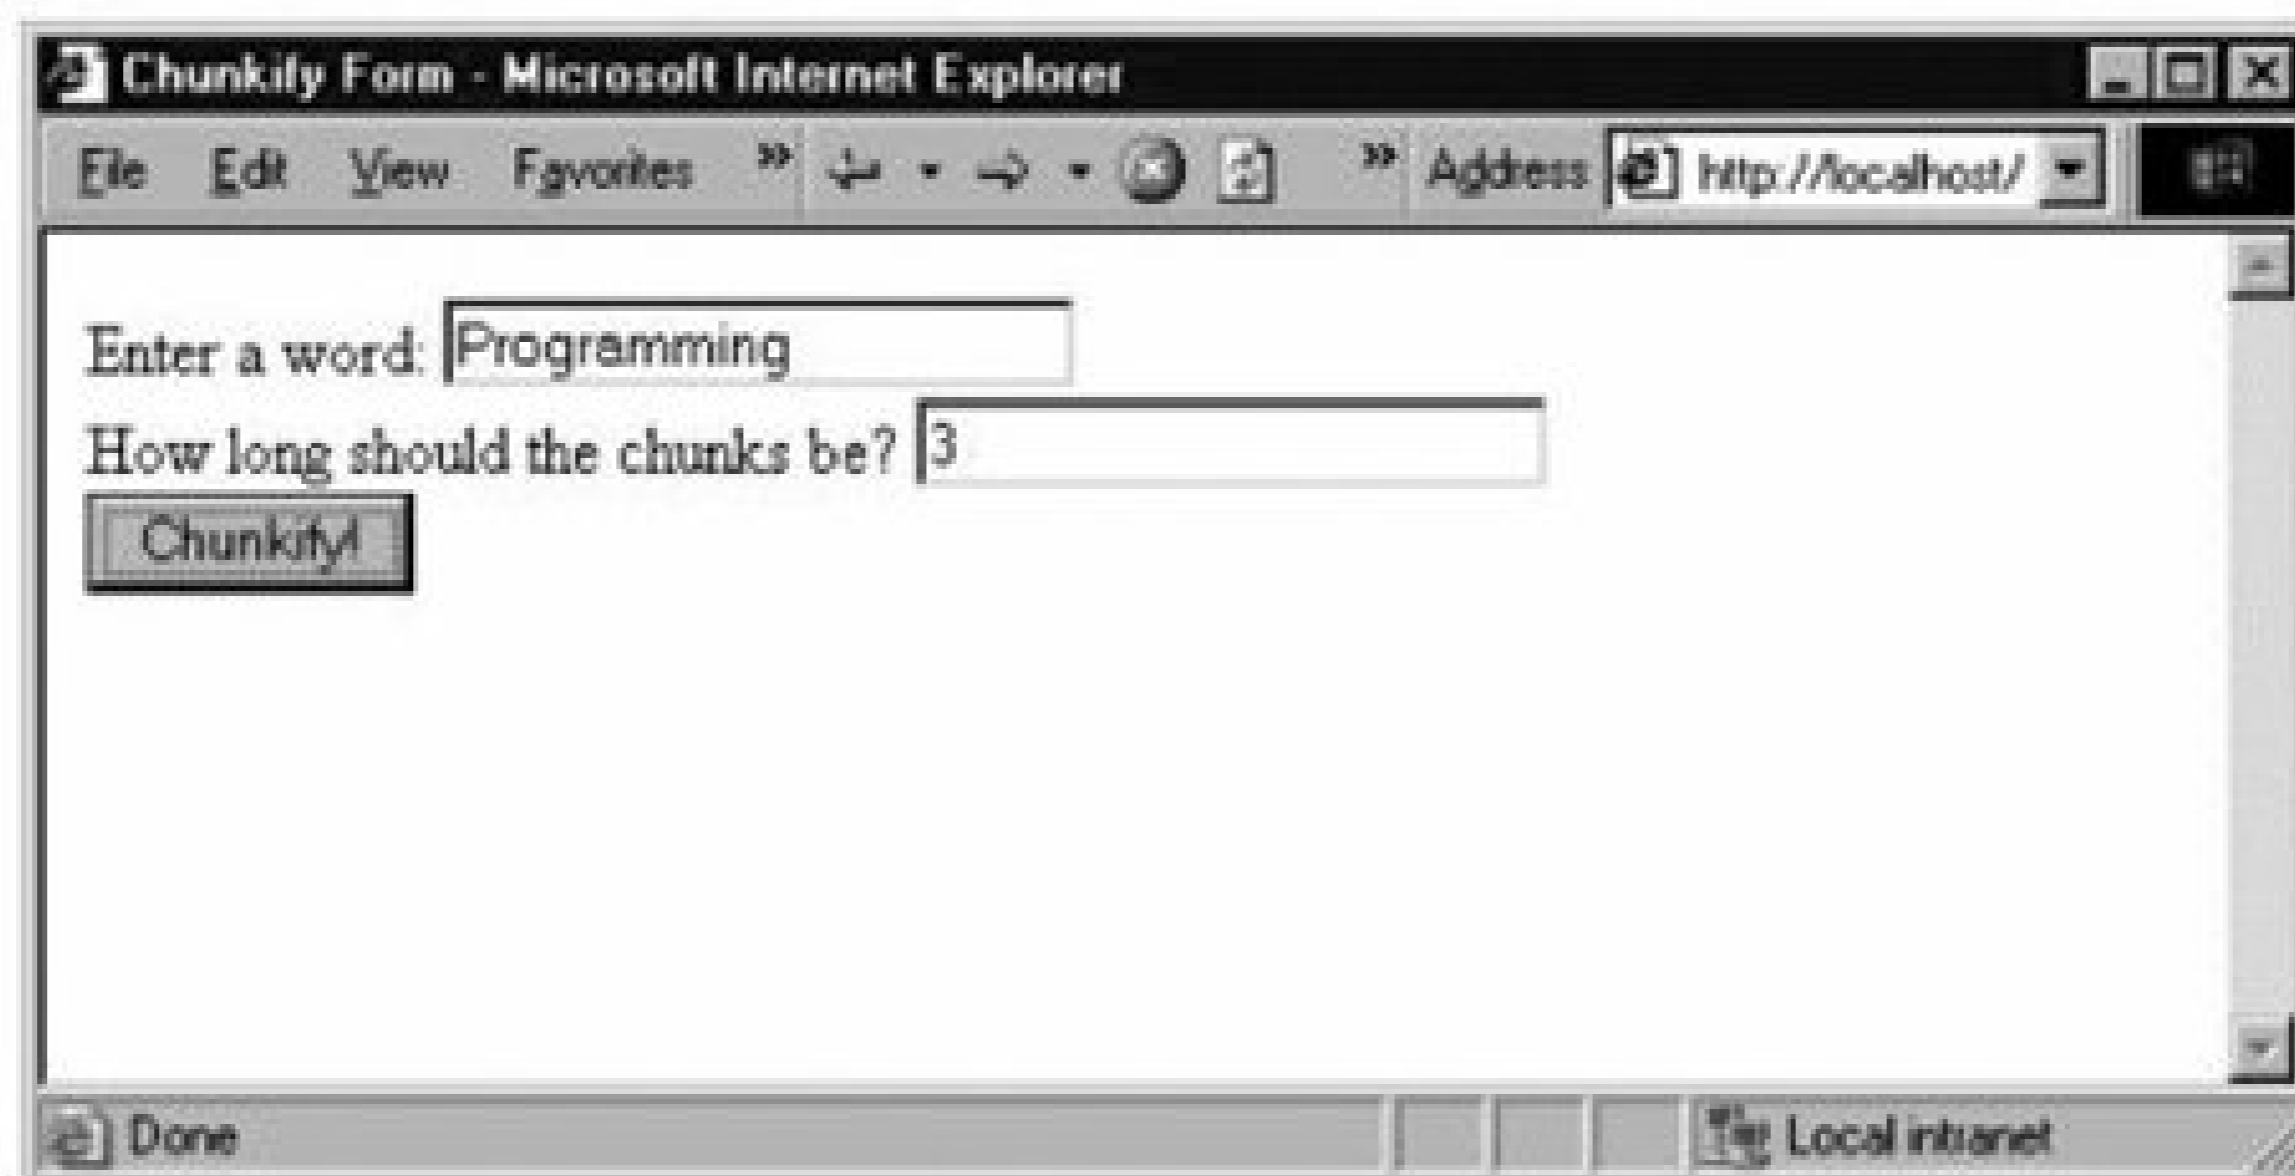 Chunkify Form - Microsoft Internet Explorer
File Edit View Favorites » » Address http://localhost/
Enter a word: Programming
How long should the chunks be? 3
Chunkify!
Done Local intranet